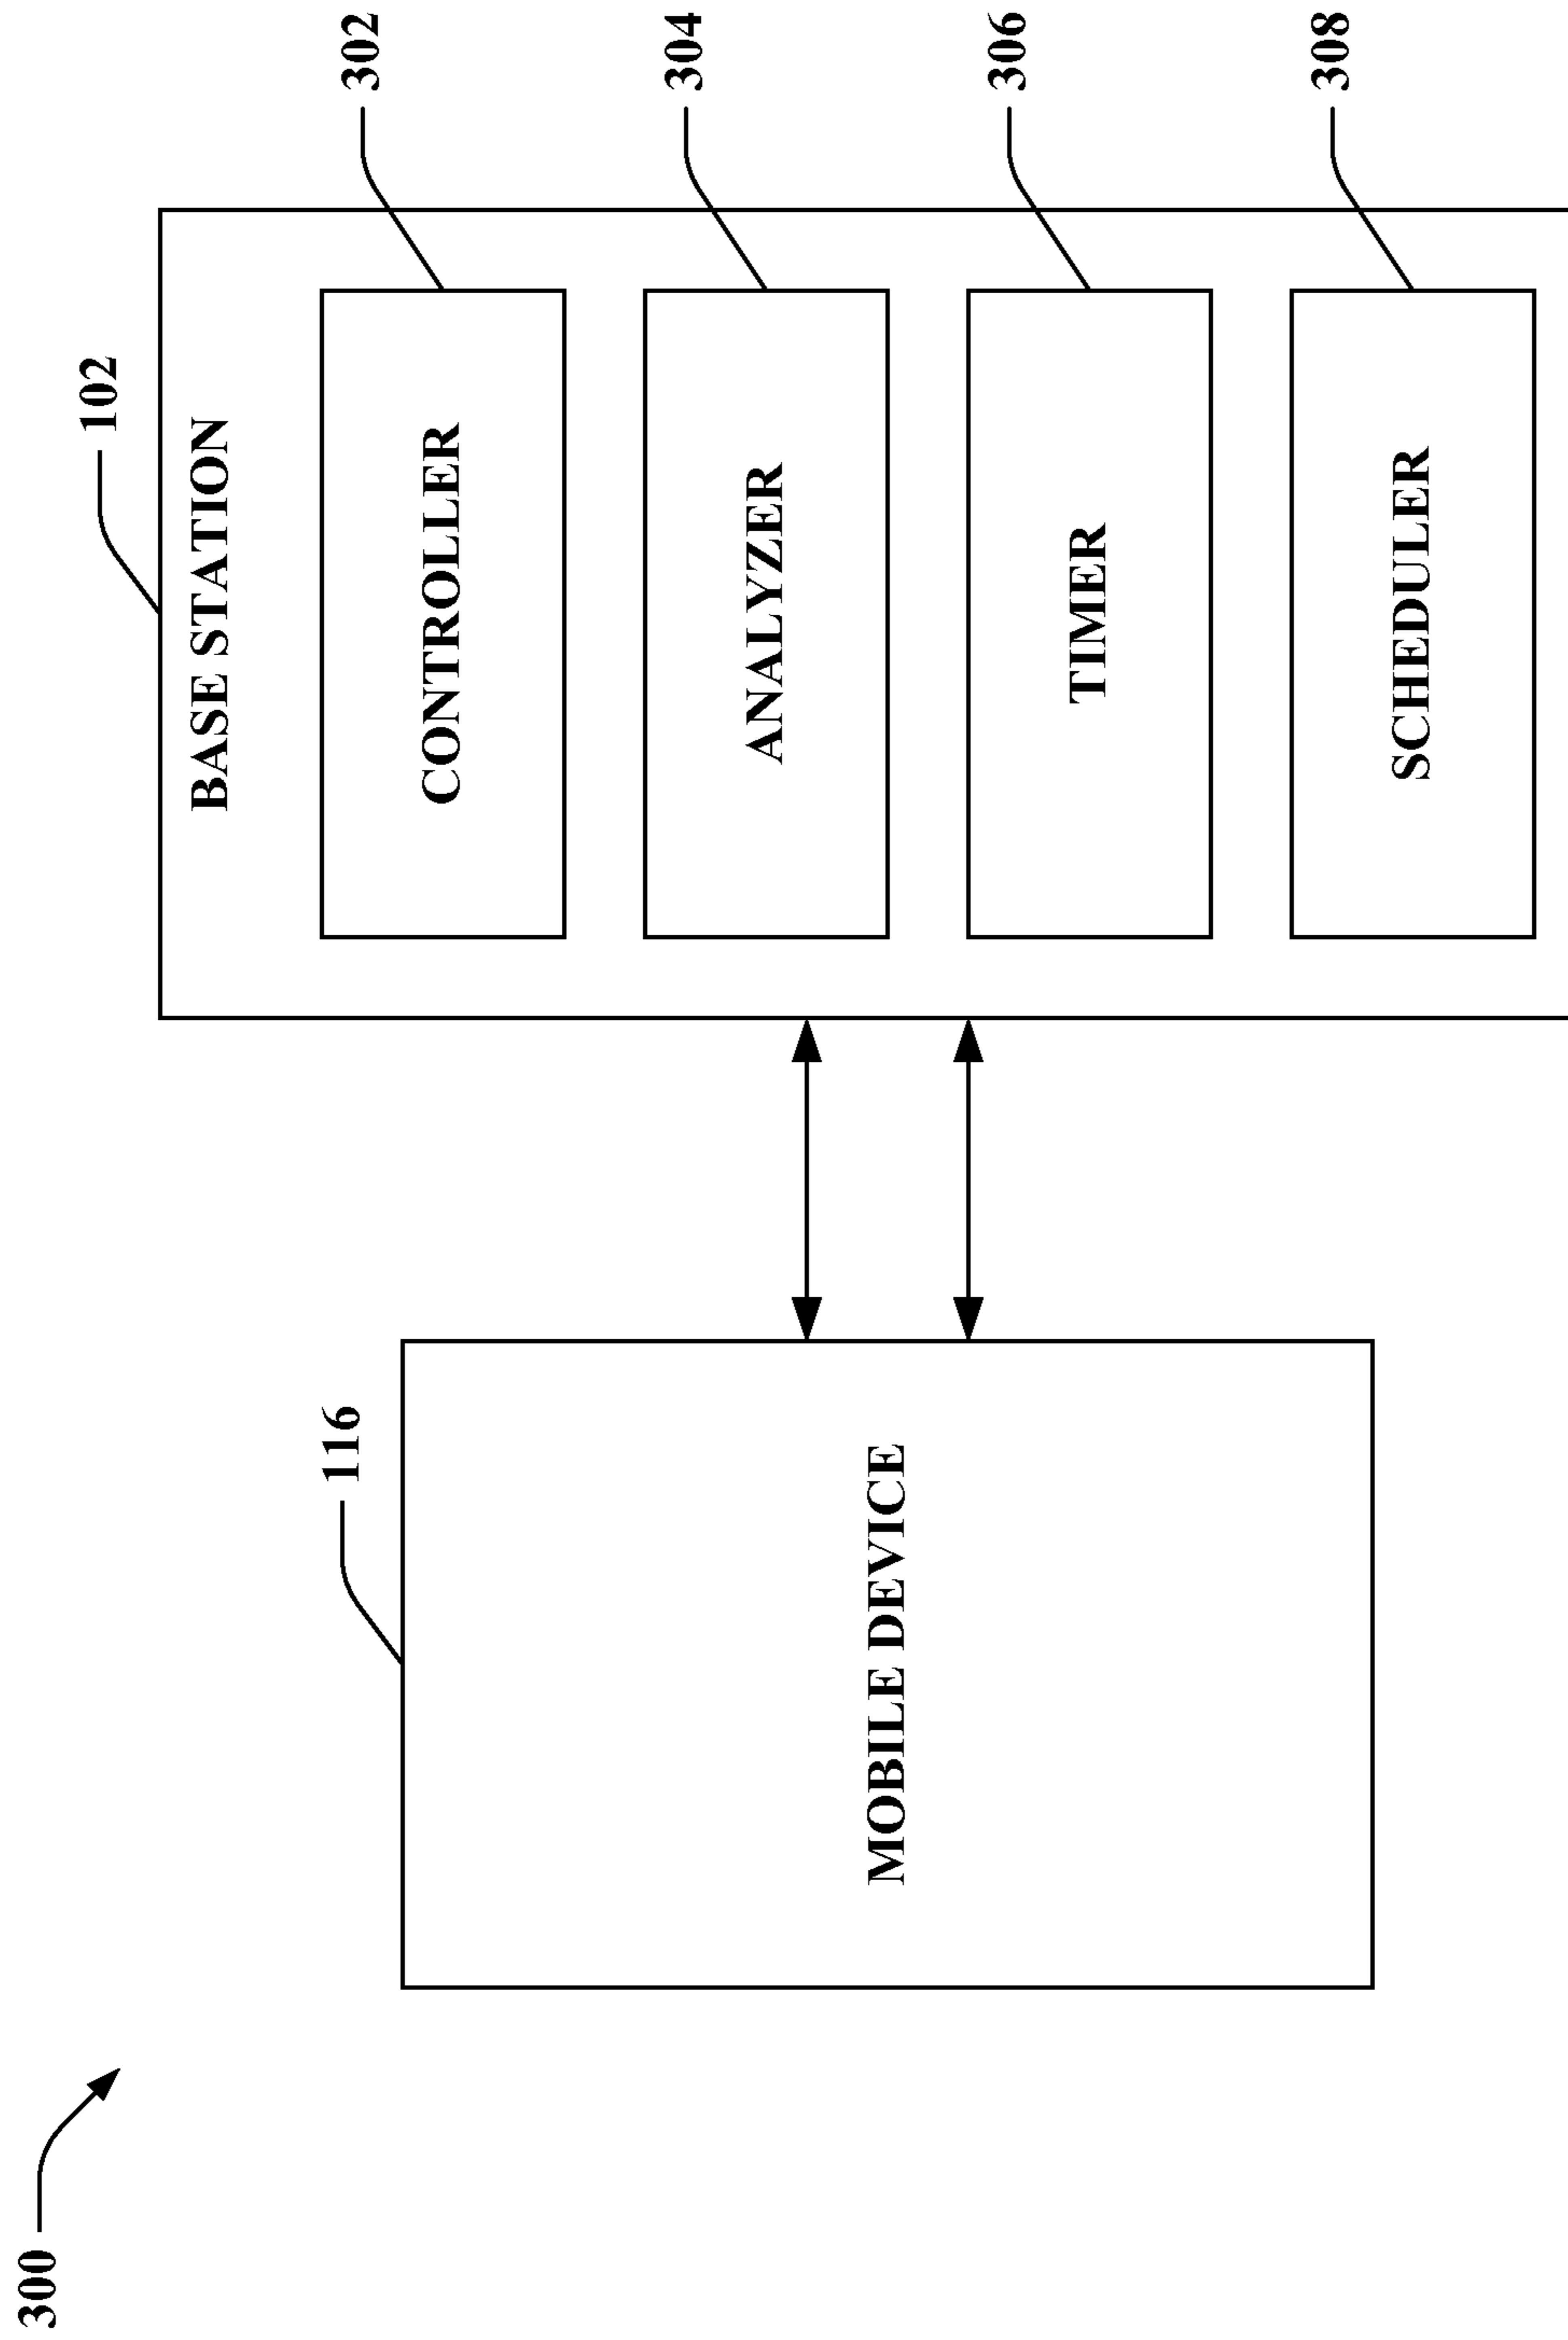 300
116
MOBILE DEVICE
102
BASE STATION
CONTROLLER
302
ANALYZER
304
TIMER
306
SCHEDULER
308